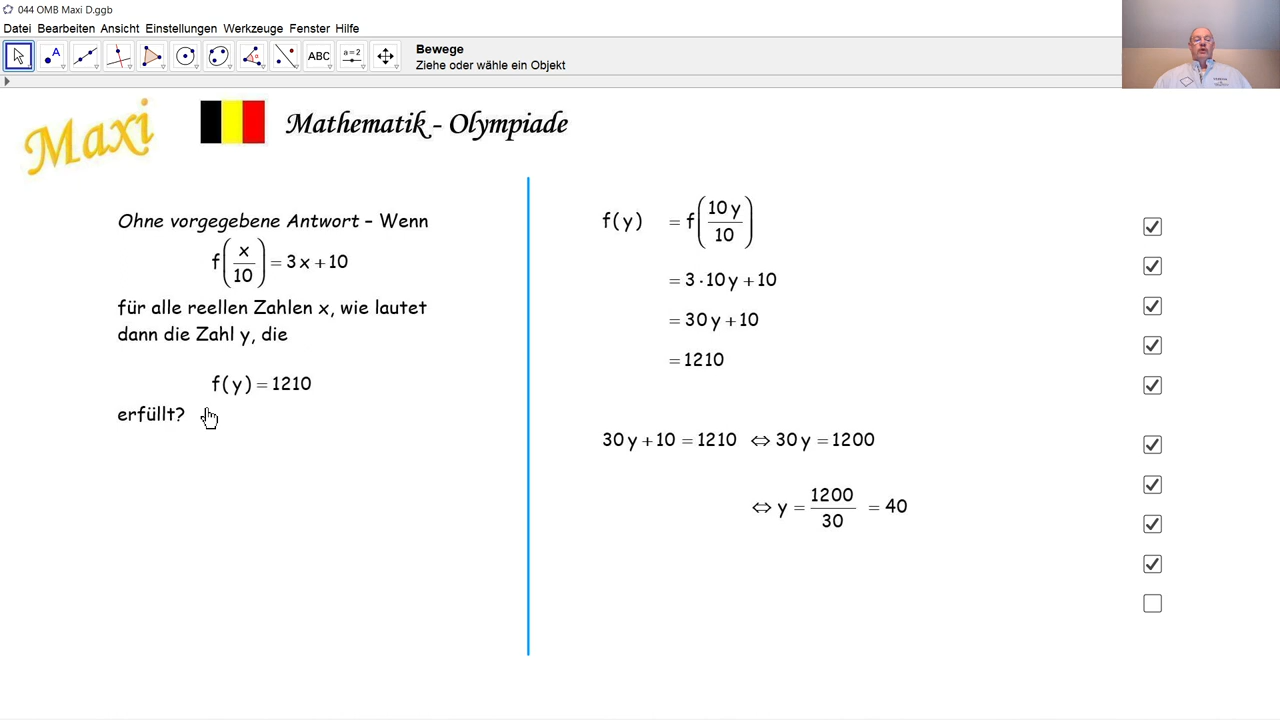 044 OMB Maxi D.ggb
Datei Bearbeiten Ansicht Einstellungen Werkzeuge Fenster Hilfe
A
ABC
a=2
Bewege
Ziehe oder wähle ein Objekt
Maxi
Mathematik - Olympiade
Ohne vorgegebene Antwort – Wenn
f(x/10) = 3x + 10
für alle reellen Zahlen x, wie lautet
dann die Zahl y, die
f(y) = 1210
erfüllt?
f(y) = f(10y/10)
= 3·10y + 10
= 30y + 10
= 1210
30y + 10 = 1210 ⇔ 30y = 1200
⇔ y = 1200/30 = 40